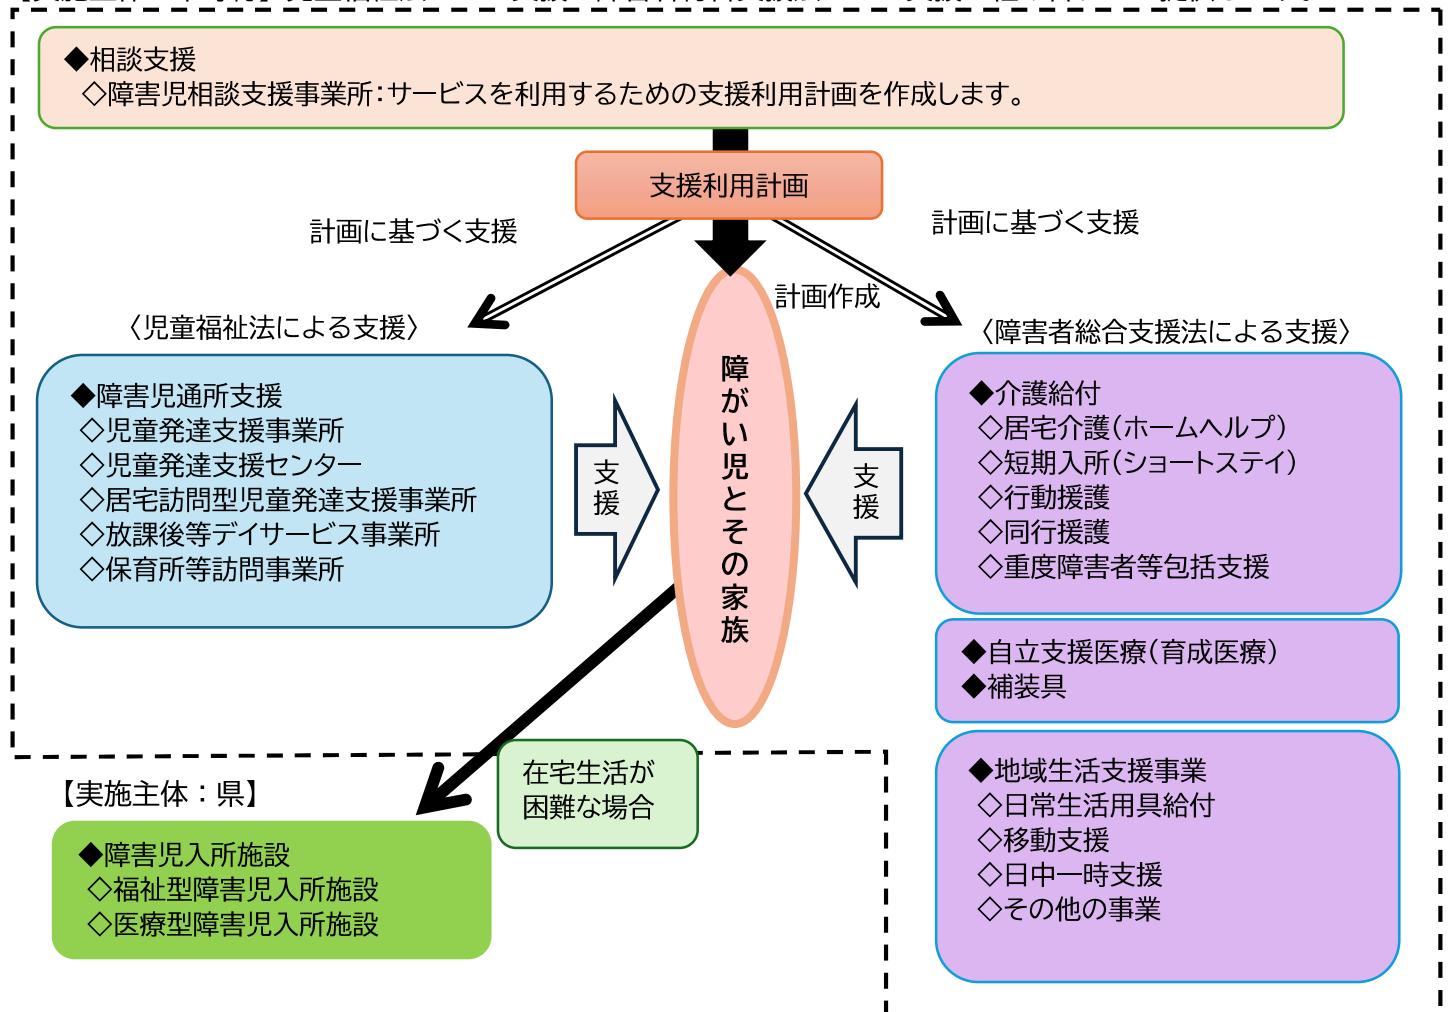 ◆相談支援
◇障害児相談支援事業所：サービスを利用するための支援利用計画を作成します。
支援利用計画
計画に基づく支援
計画に基づく支援
計画作成
〈児童福祉法による支援〉
〈障害者総合支援法による支援〉
◆障害児通所支援
◇児童発達支援事業所
◇児童発達支援センター
◇居宅訪問型児童発達支援事業所
◇放課後等デイサービス事業所
◇保育所等訪問事業所
支援
障がい児とその家族
支援
◆介護給付
◇居宅介護（ホームヘルプ）
◇短期入所（ショートステイ）
◇行動援護
◇同行援護
◇重度障害者等包括支援
◆自立支援医療（育成医療）
◆補装具
◆地域生活支援事業
◇日常生活用具給付
◇移動支援
◇日中一時支援
◇その他の事業
在宅生活が
困難な場合
【実施主体：県】
◆障害児入所施設
◇福祉型障害児入所施設
◇医療型障害児入所施設